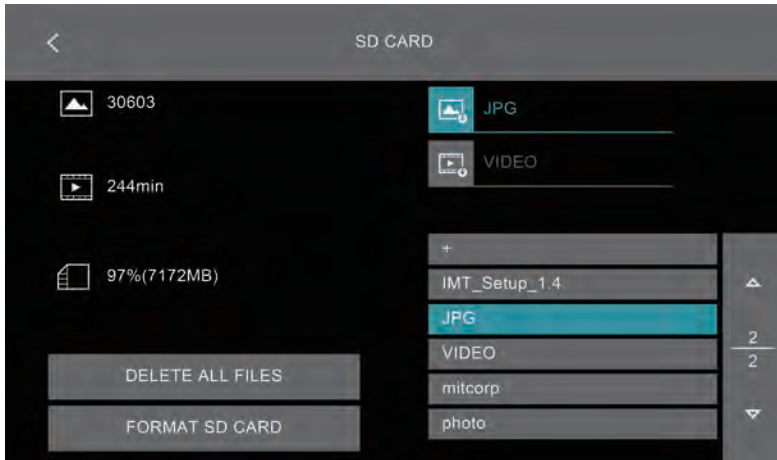 SD CARD
30603
244min
97%(7172MB)
DELETE ALL FILES
FORMAT SD CARD
JPG
VIDEO
+
IMT_Setup_1.4
JPG
VIDEO
mitcorp
photo
2
2